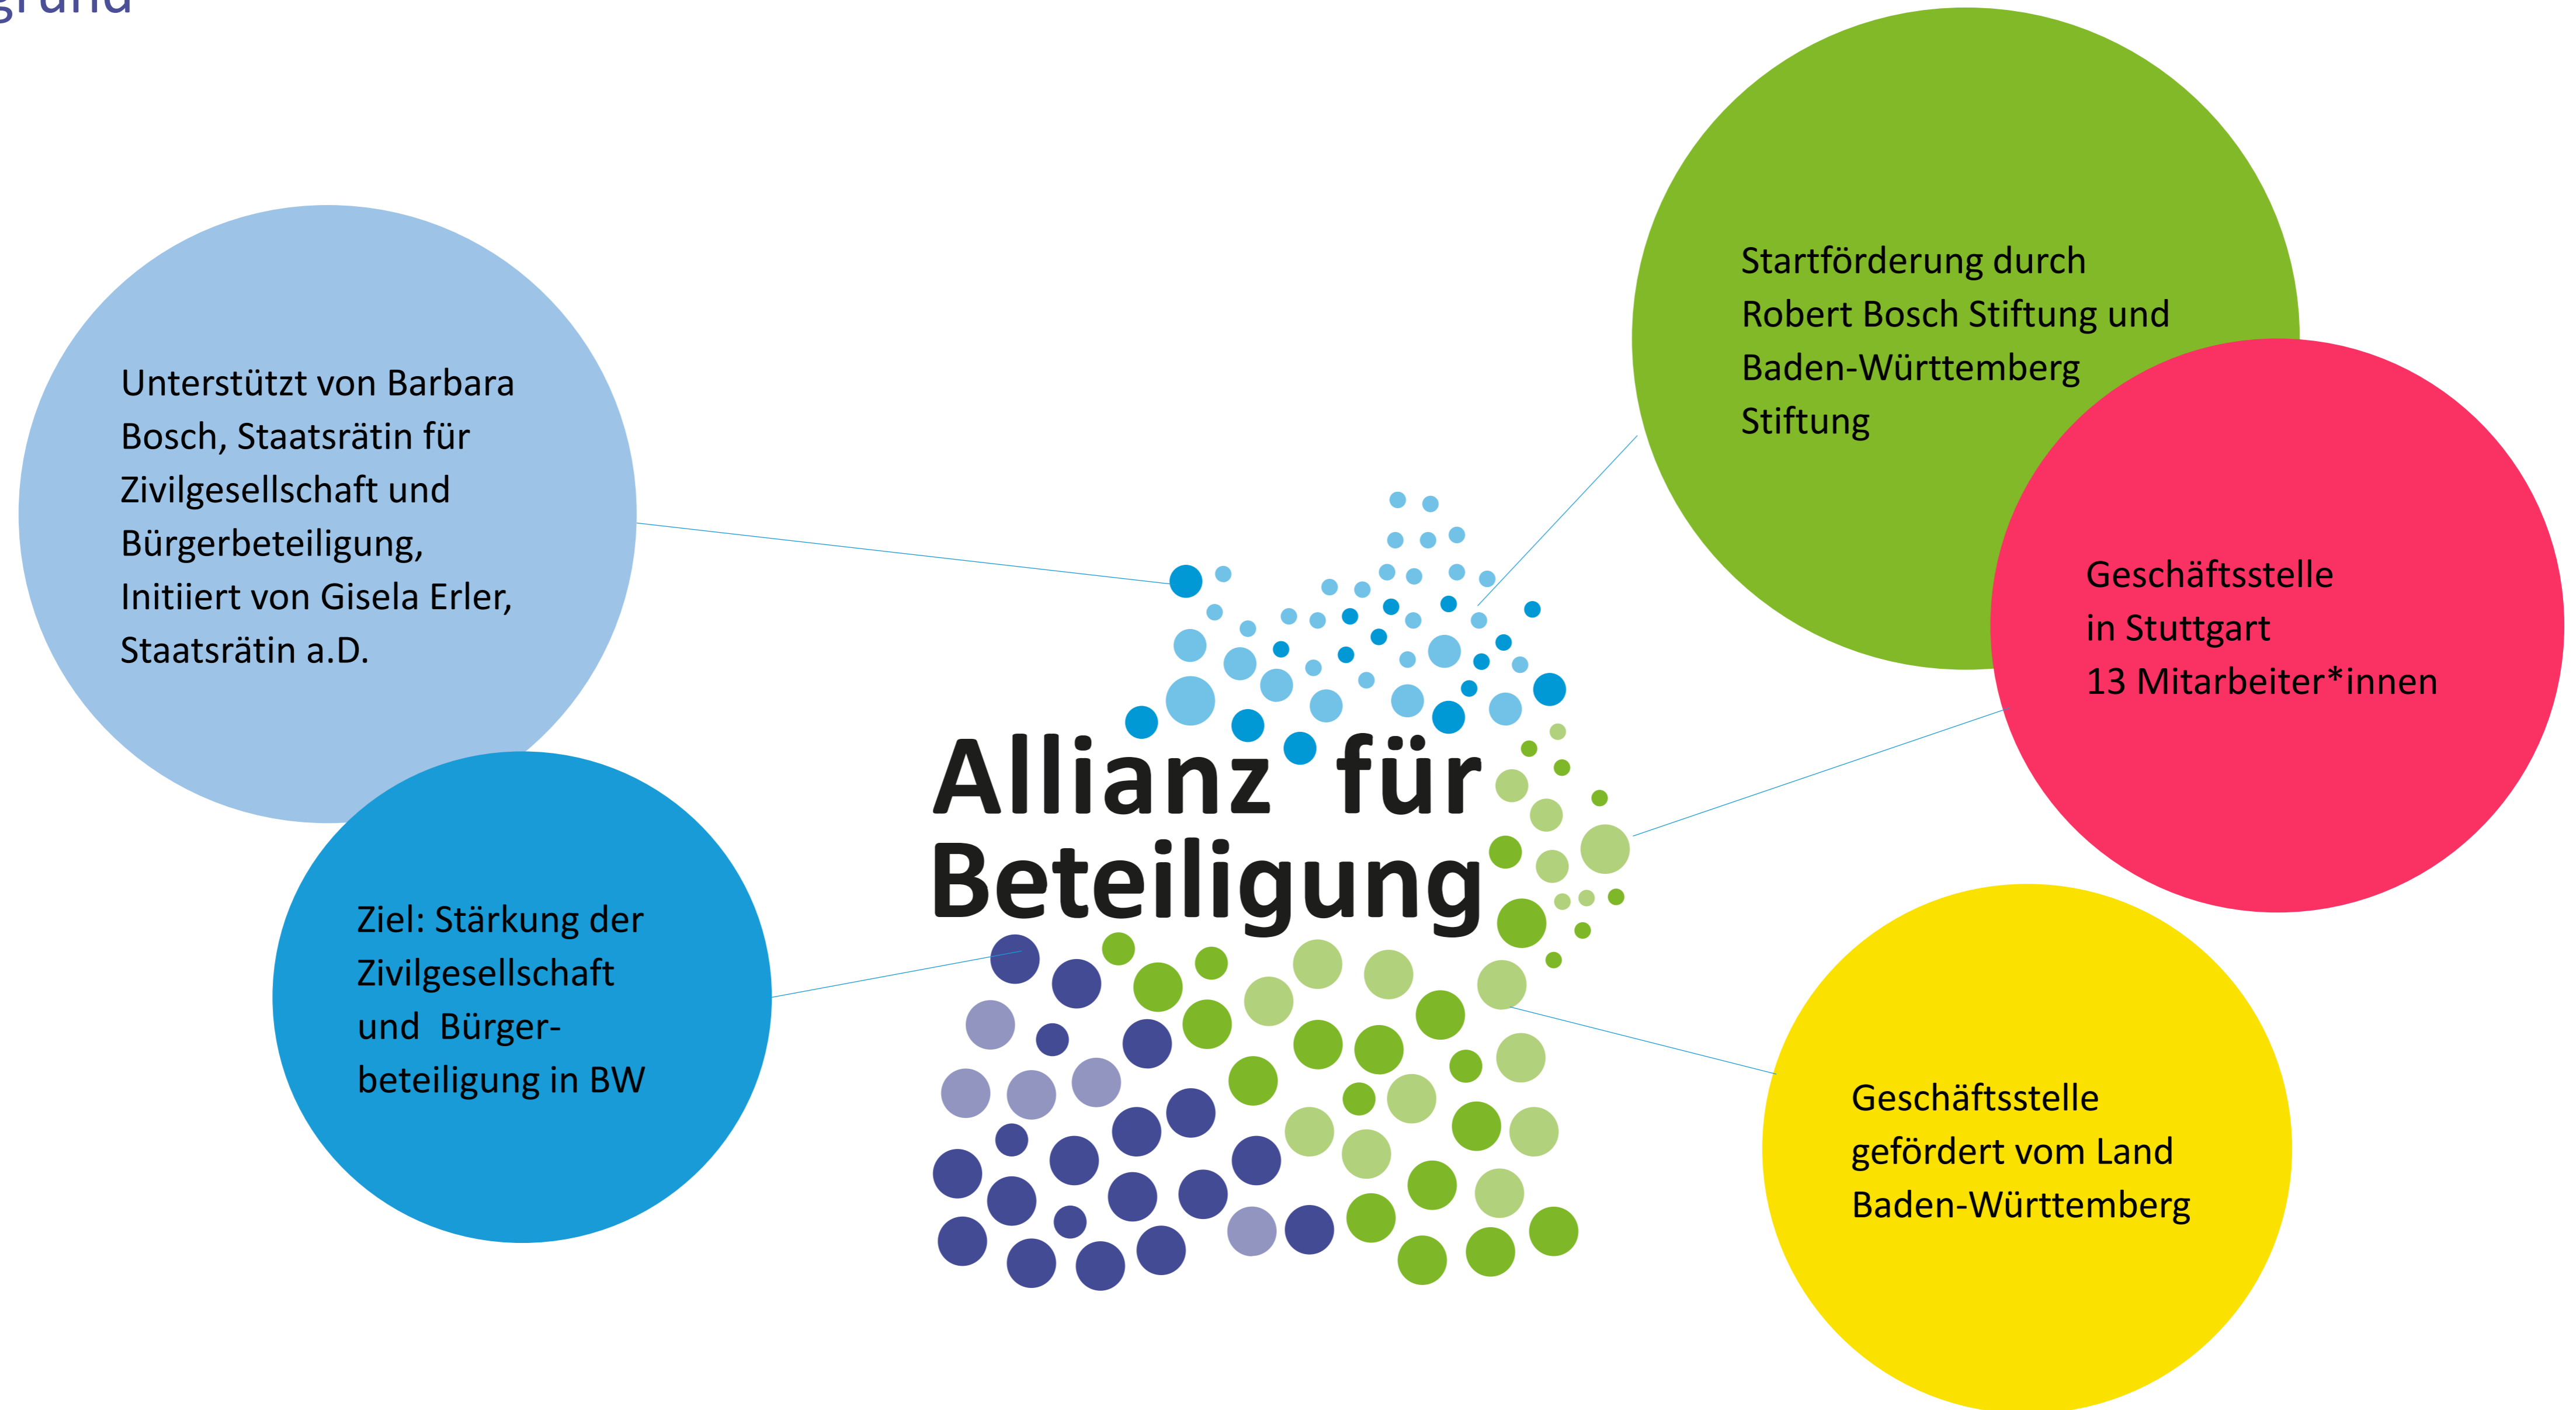 grund
Unterstützt von Barbara
Bosch, Staatsrätin für
Zivilgesellschaft und
Bürgerbeteiligung,
Initiiert von Gisela Erler,
Staatsrätin a.D.
Ziel: Stärkung der
Zivilgesellschaft
und Bürger-
beteiligung in BW
Allianz für
Beteiligung
Startförderung durch
Robert Bosch Stiftung und
Baden-Württemberg
Stiftung
Geschäftsstelle
in Stuttgart
13 Mitarbeiter*innen
Geschäftsstelle
gefördert vom Land
Baden-Württemberg